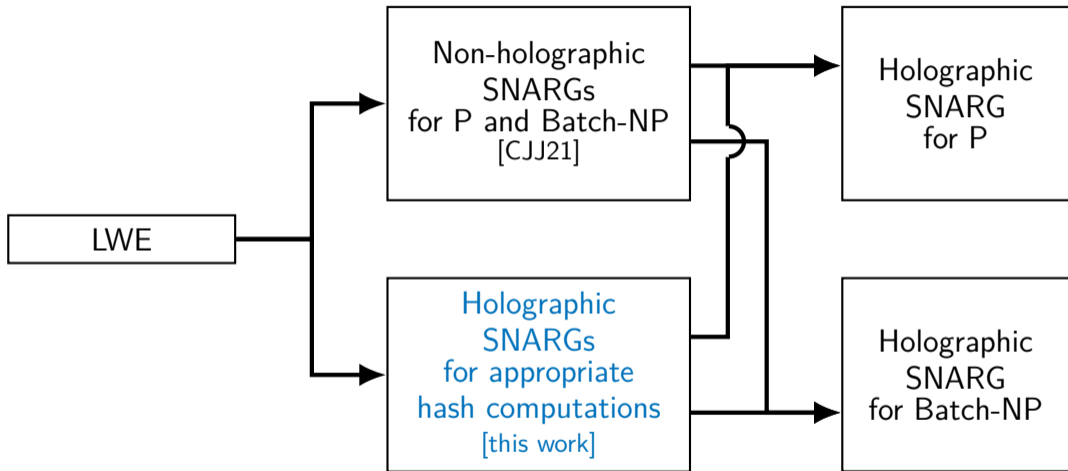 LWE
Non-holographic
SNARGs
for P and Batch-NP
[CJJ21]
Holographic
SNARGs
for appropriate
hash computations
[this work]
Holographic
SNARG
for P
Holographic
SNARG
for Batch-NP